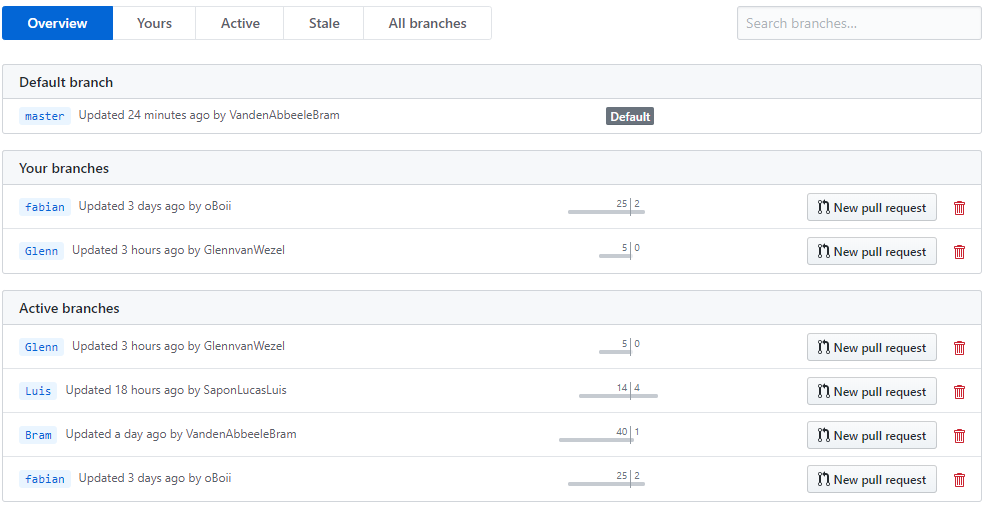 Overview Yours Active Stale All branches Search branches...
Default branch
master Updated 24 minutes ago by VandenAbbeeleBram Default
Your branches
fabian Updated 3 days ago by oBoii 25 2 New pull request
Glenn Updated 3 hours ago by GlennvanWezel 5 0 New pull request
Active branches
Glenn Updated 3 hours ago by GlennvanWezel 5 0 New pull request
Luis Updated 18 hours ago by SaponLucasLuis 14 4 New pull request
Bram Updated a day ago by VandenAbbeeleBram 40 1 New pull request
fabian Updated 3 days ago by oBoii 25 2 New pull request